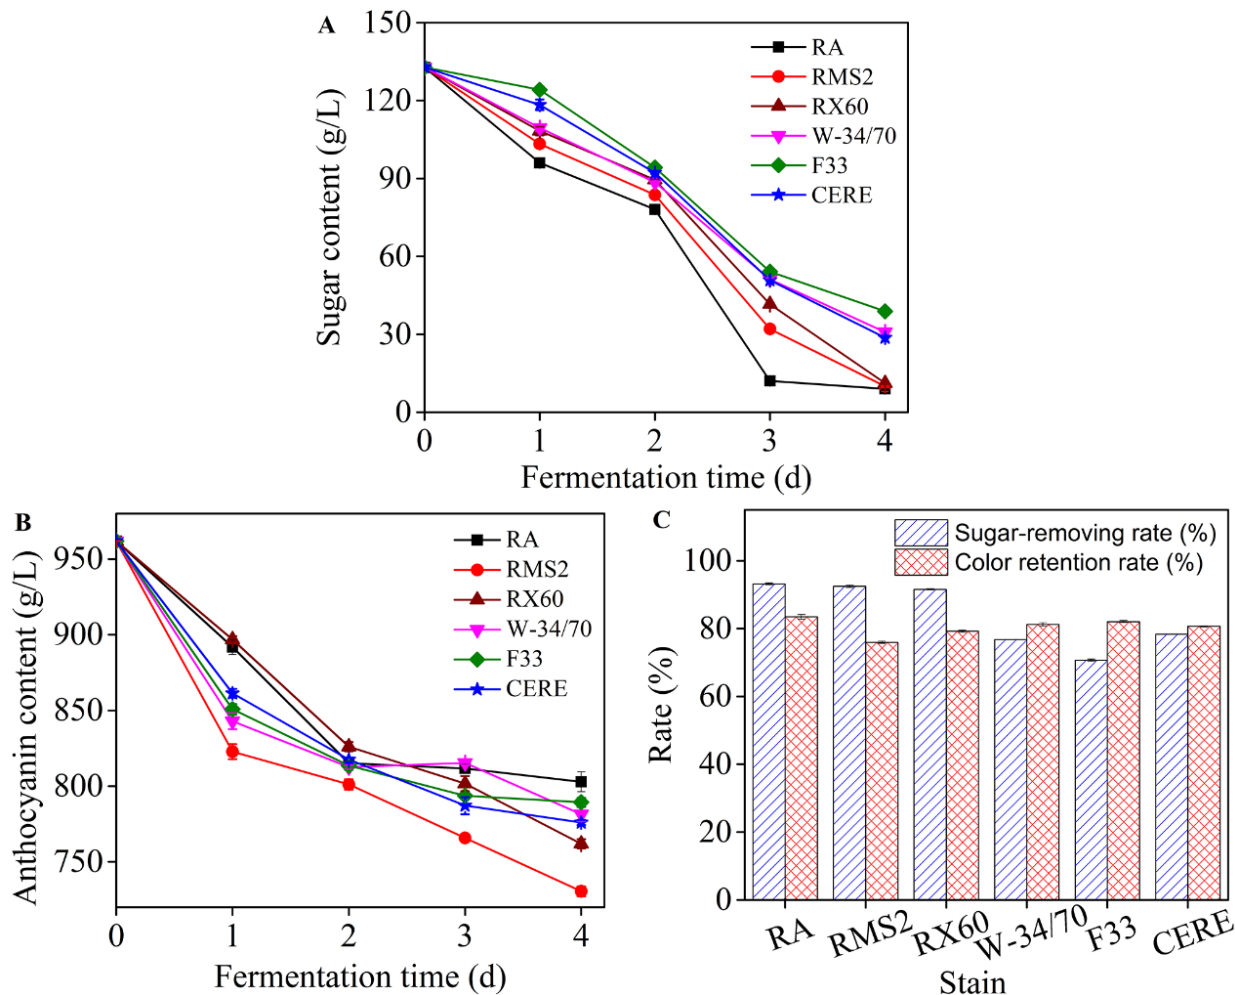 A
150
120
90
60
30
0
Sugar content (g/L)
RA
RMS2
RX60
W-34/70
F33
CERE
0 1 2 3 4
Fermentation time (d)
B
950
900
850
800
750
Anthocyanin content (g/L)
RA
RMS2
RX60
W-34/70
F33
CERE
0 1 2 3 4
Fermentation time (d)
C
100
80
60
40
20
0
Rate (%)
Sugar-removing rate (%)
Color retention rate (%)
RA RMS2 RX60 W-34/70 F33 CERE
Stain